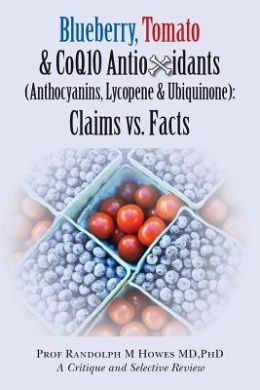 Blueberry, Tomato
& CoQ10 Antioxidants
(Anthocyanins, Lycopene & Ubiquinone):
Claims vs. Facts
PROF RANDOLPH M HOWES MD,PHD
A Critique and Selective Review